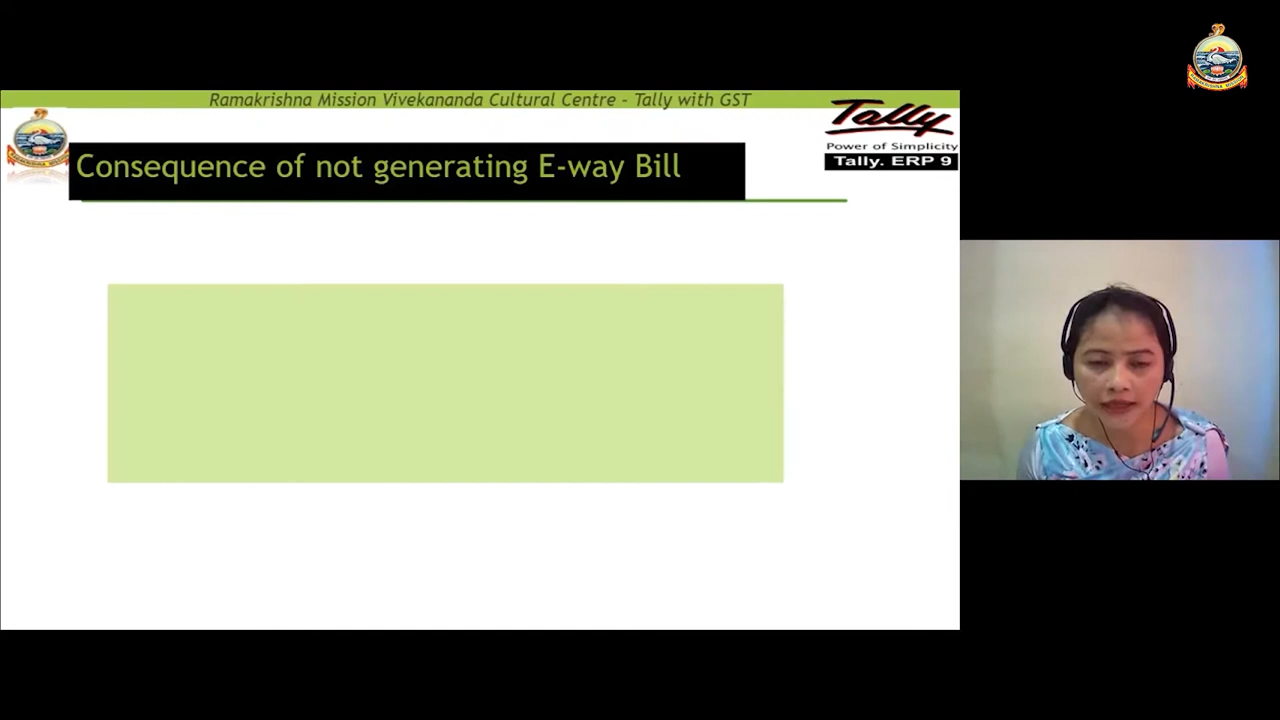 Ramakrishna Mission Vivekananda Cultural Centre - Tally with GST
Tally
Power of Simplicity
Tally. ERP 9
Consequence of not generating E-way Bill